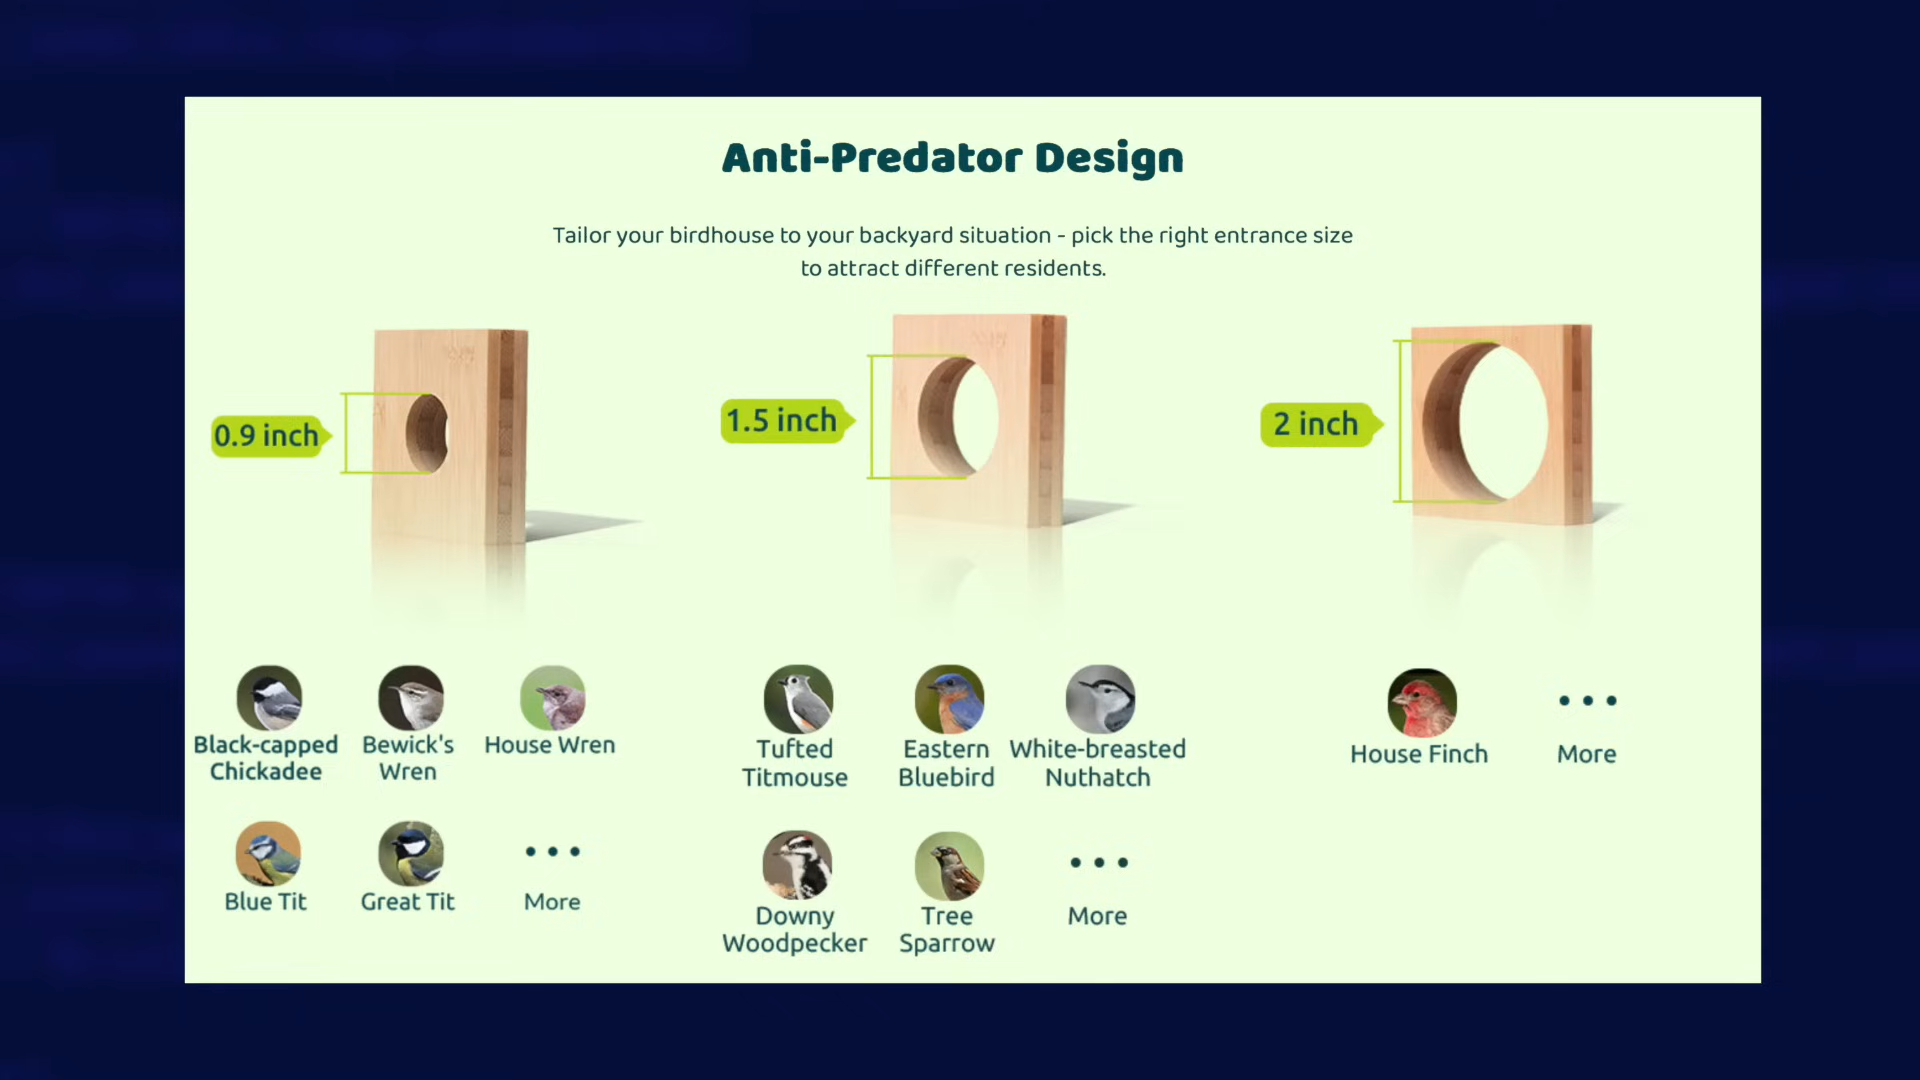 Anti-Predator Design
Tailor your birdhouse to your backyard situation - pick the right entrance size
to attract different residents.
0.9 inch
1.5 inch
2 inch
Black-capped
Chickadee
Bewick's
Wren
House Wren
Blue Tit
Great Tit
More
Tufted
Titmouse
Eastern
Bluebird
White-breasted
Nuthatch
Downy
Woodpecker
Tree
Sparrow
More
House Finch
More